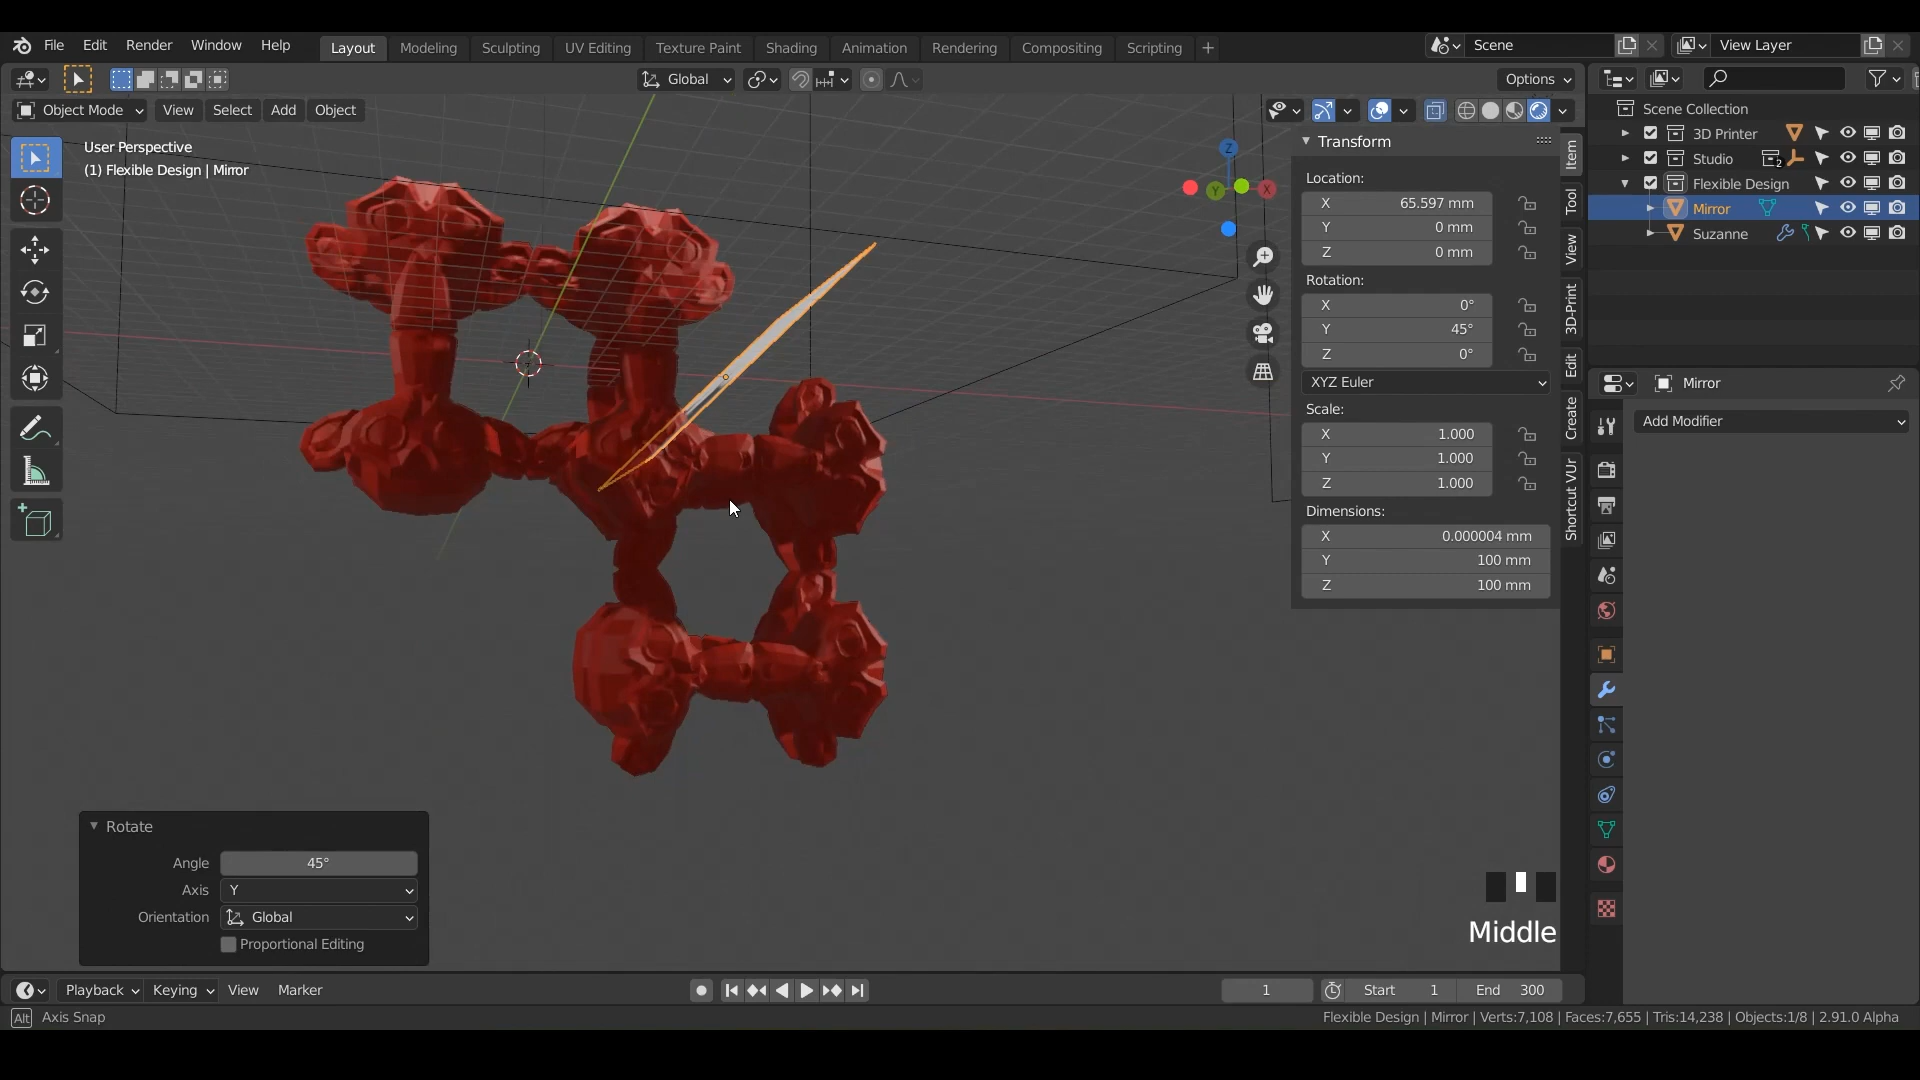 File Edit Render Window Help Layout Modeling Sculpting UV Editing Texture Paint Shading Animation Rendering Compositing Scripting + Scene View Layer
Global Options
Object Mode View Select Add Object
User Perspective
(1) Flexible Design | Mirror
Z
Y
X
Transform
Location:
X 65.597 mm
Y 0 mm
Z 0 mm
Rotation:
X 0°
Y 45°
Z 0°
XYZ Euler
Scale:
X 1.000
Y 1.000
Z 1.000
Dimensions:
X 0.000004 mm
Y 100 mm
Z 100 mm
Item
Tool
View
3D-Print
Edit
Create
Shortcut VUr
Scene Collection
3D Printer
Studio 2
Flexible Design
Mirror
Suzanne
Mirror
Add Modifier
Rotate
Angle 45°
Axis Y
Orientation Global
Proportional Editing
Middle
Playback Keying View Marker 1 Start 1 End 300
Alt Axis Snap
Flexible Design | Mirror | Verts:7,108 | Faces:7,655 | Tris:14,238 | Objects:1/8 | 2.91.0 Alpha